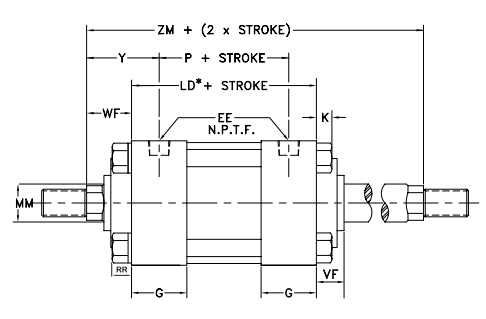 ZM + (2 x STROKE)
Y
P + STROKE
LD*+ STROKE
WF
EE
K
N.P.T.F.
MM
RR
VF
G
G